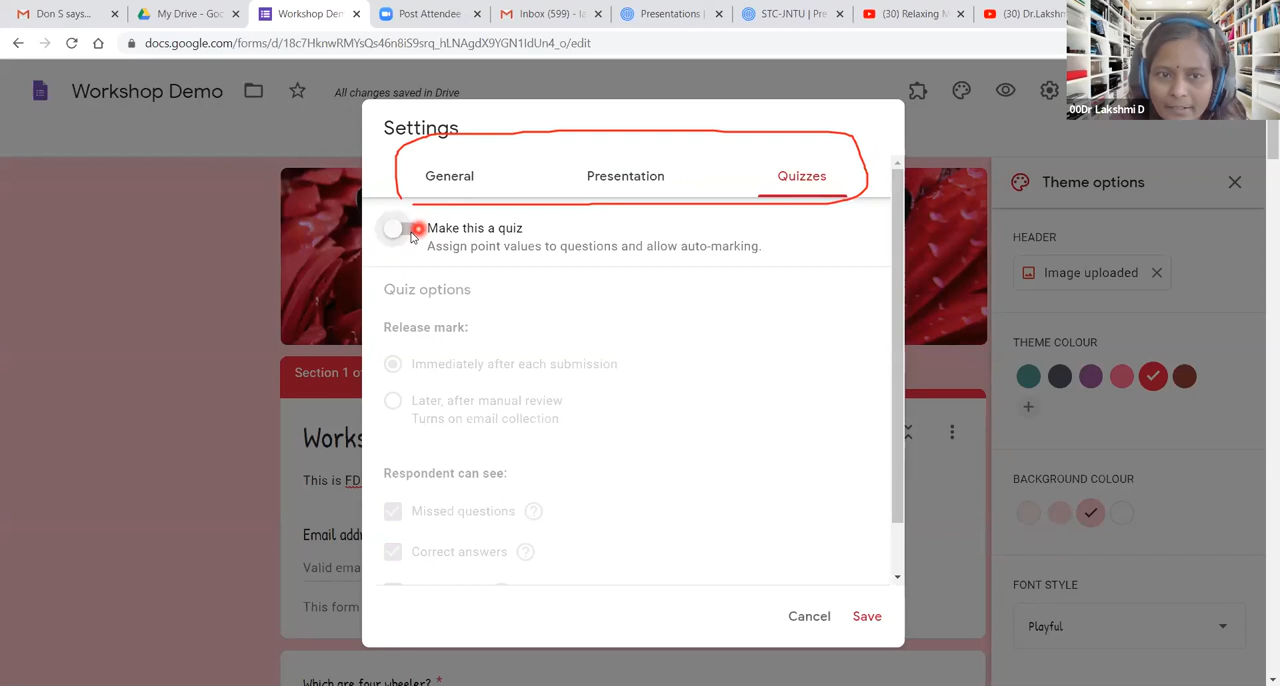 Don S says...
My Drive - Goo
Workshop Dem
Post Attendee
Inbox (599) - la
Presentations |
STC-JNTU | Pre
(30) Relaxing M
(30) Dr.Lakshm
docs.google.com/forms/d/18c7HknwRMYsQs46n8iS9srq_hLNAgdX9YGN1IdUn4_o/edit
00Dr Lakshmi D
Workshop Demo
All changes saved in Drive
Settings
General
Presentation
Quizzes
Make this a quiz
Assign point values to questions and allow auto-marking.
Quiz options
Release mark:
Immediately after each submission
Later, after manual review
Turns on email collection
Respondent can see:
Missed questions
Correct answers
Cancel
Save
Section 1 o
Works
This is FD
Email addr
Valid emai
This form
Which are four wheeler? *
Theme options
HEADER
Image uploaded
THEME COLOUR
BACKGROUND COLOUR
FONT STYLE
Playful